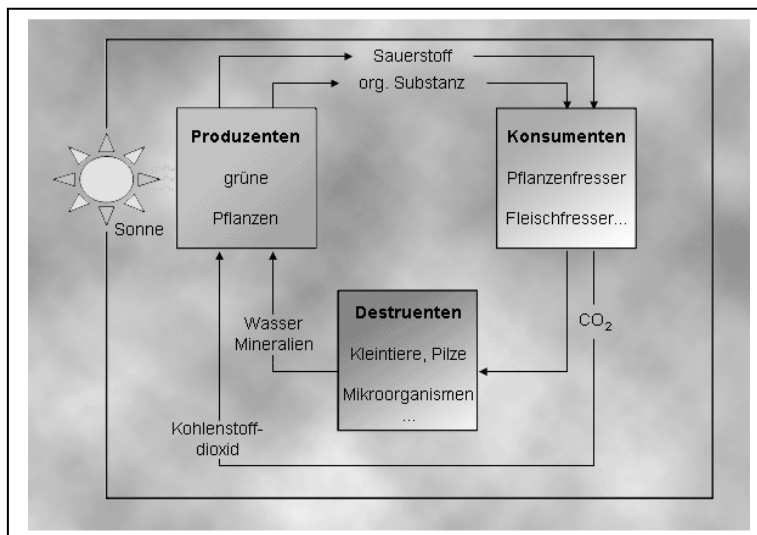 Sauerstoff
org. Substanz
Produzenten
grüne
Pflanzen
Konsumenten
Pflanzenfresser
Fleischfresser...
Sonne
Destruenten
Kleintiere, Pilze
Mikroorganismen
...
Wasser
Mineralien
CO₂
Kohlenstoff-
dioxid